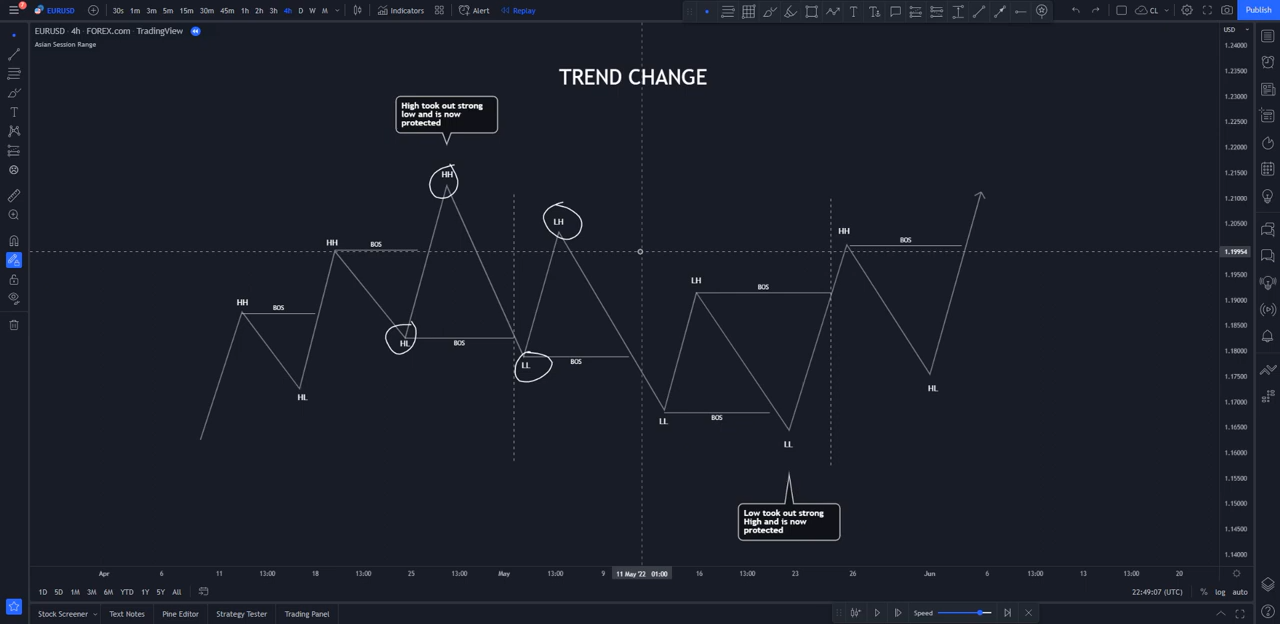 7
EURUSD
30s 1m 3m 5m 15m 30m 45m 1h 2h 3h 4h D W M
Indicators
Alert
Replay
CL
Publish
EURUSD · 4h · FOREX.com · TradingView
Asian Session Range
USD
TREND CHANGE
High took out strong
low and is now
protected
HH
LH
HH
HH
BOS
BOS
LH
BOS
HH
BOS
HL
BOS
LL
BOS
HL
HL
LL
BOS
LL
Low took out strong
High and is now
protected
1.24000
1.23500
1.23000
1.22500
1.22000
1.21500
1.21000
1.20500
1.19954
1.19500
1.19000
1.18500
1.18000
1.17500
1.17000
1.16500
1.16000
1.15500
1.15000
1.14500
1.14000
Apr 6 11 13:00 18 13:00 25 13:00 May 13:00 9 11 May '22 01:00 16 13:00 23 26 Jun 6 13:00 13 13:00 20
1D 5D 1M 3M 6M YTD 1Y 5Y All
22:49:07 (UTC) % log auto
Stock Screener Text Notes Pine Editor Strategy Tester Trading Panel
Speed